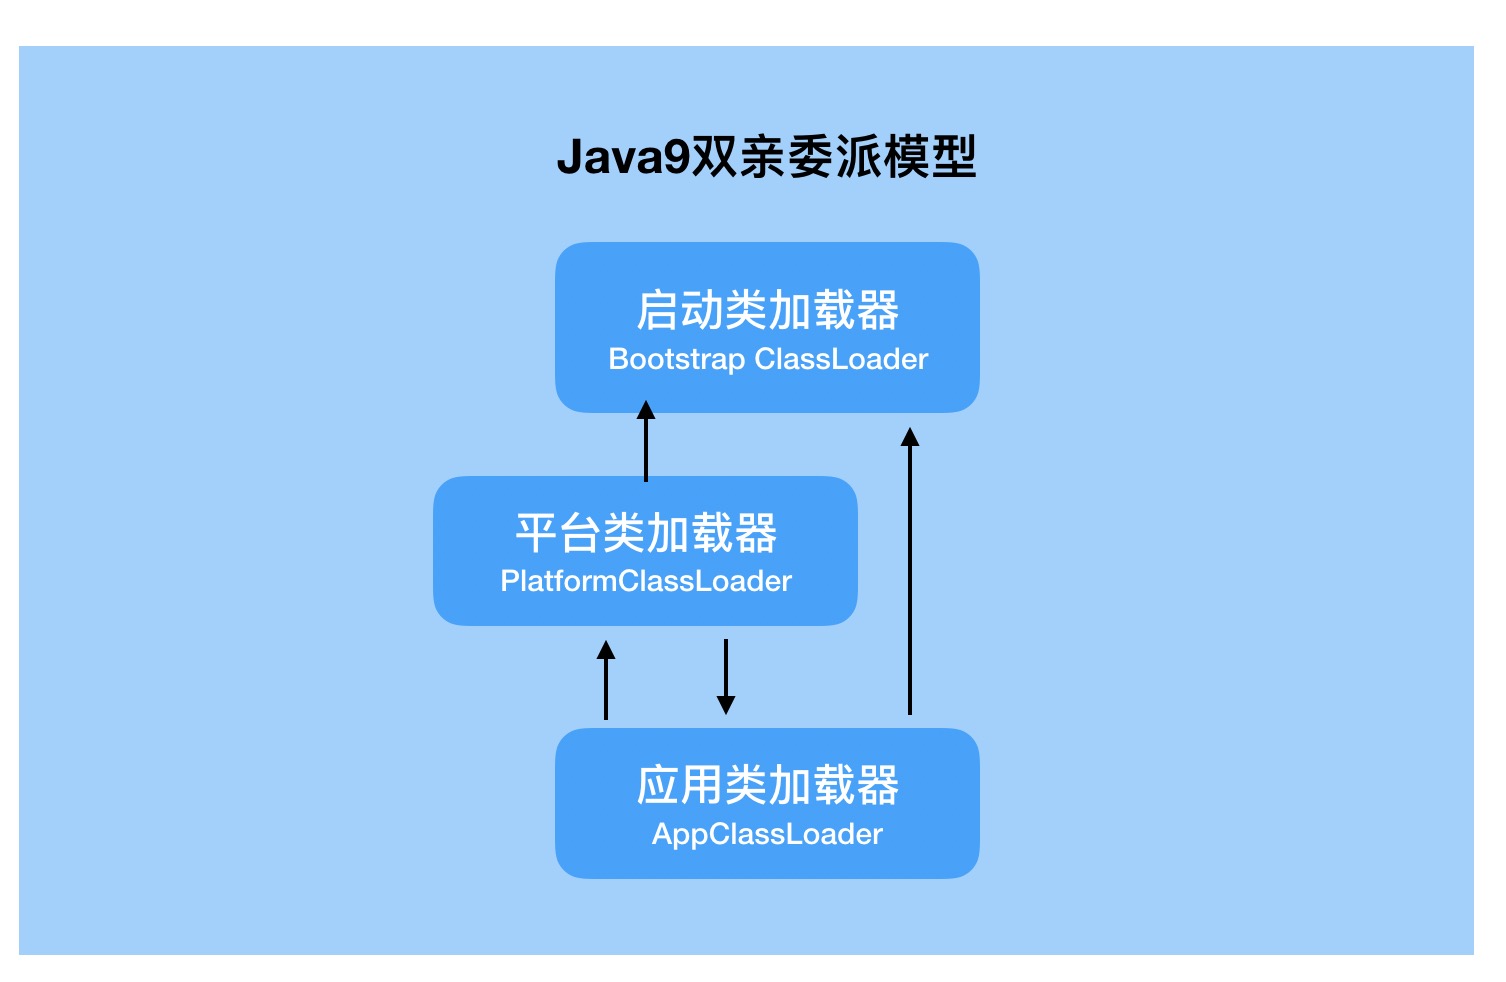 Java9双亲委派模型
启动类加载器
Bootstrap ClassLoader
平台类加载器
PlatformClassLoader
应用类加载器
AppClassLoader